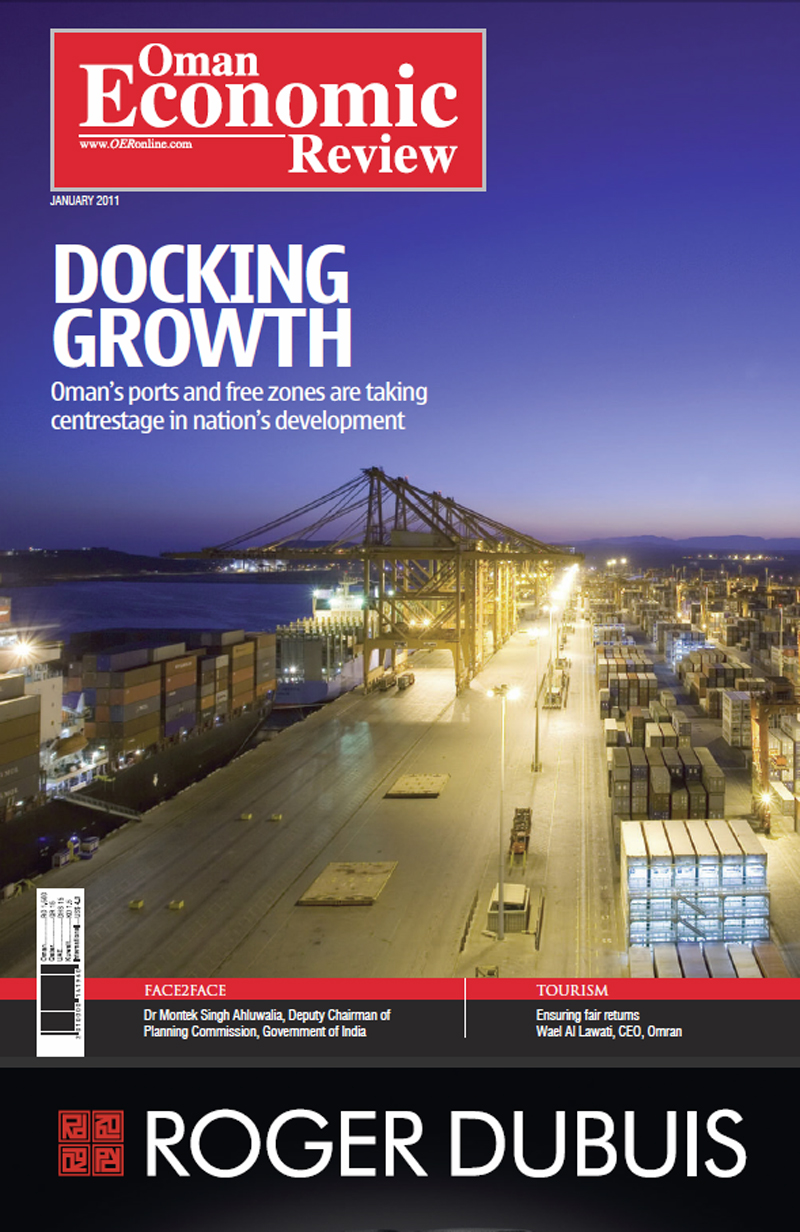 Oman
Economic
www.OERonline.com
Review
JANUARY 2011
DOCKING
GROWTH
Oman's ports and free zones are taking
centrestage in nation's development
FACE2FACE
Dr Montek Singh Ahluwalia, Deputy Chairman of
Planning Commission, Government of India
TOURISM
Ensuring fair returns
Wael Al Lawati, CEO, Omran
ROGER DUBUIS